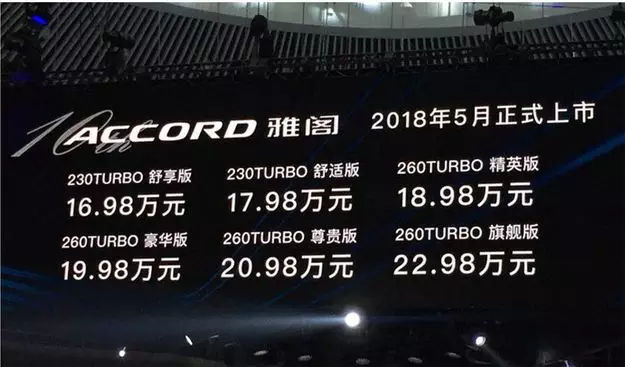 10th ACCORD 雅阁 2018年5月正式上市
230TURBO 舒享版 230TURBO 舒适版 260TURBO 精英版
16.98万元 17.98万元 18.98万元
260TURBO 豪华版 260TURBO 尊贵版 260TURBO 旗舰版
19.98万元 20.98万元 22.98万元